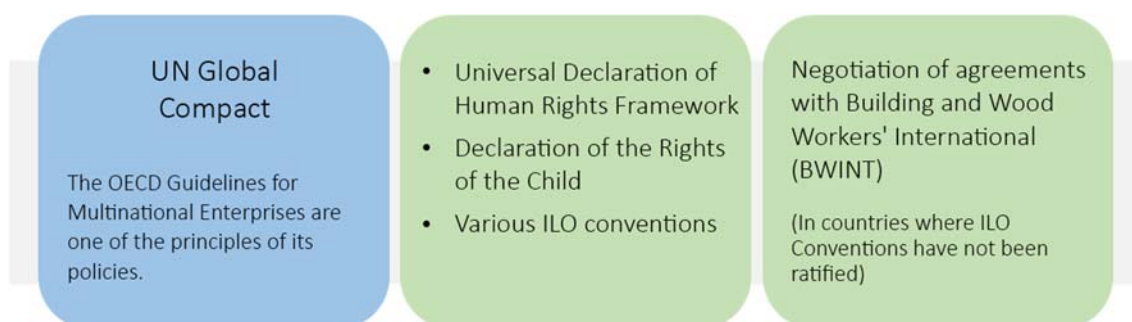 UN Global
Compact
The OECD Guidelines for
Multinational Enterprises are
one of the principles of its
policies.
• Universal Declaration of
Human Rights Framework
• Declaration of the Rights
of the Child
• Various ILO conventions
Negotiation of agreements
with Building and Wood
Workers' International
(BWINT)
(In countries where ILO
Conventions have not been
ratified)